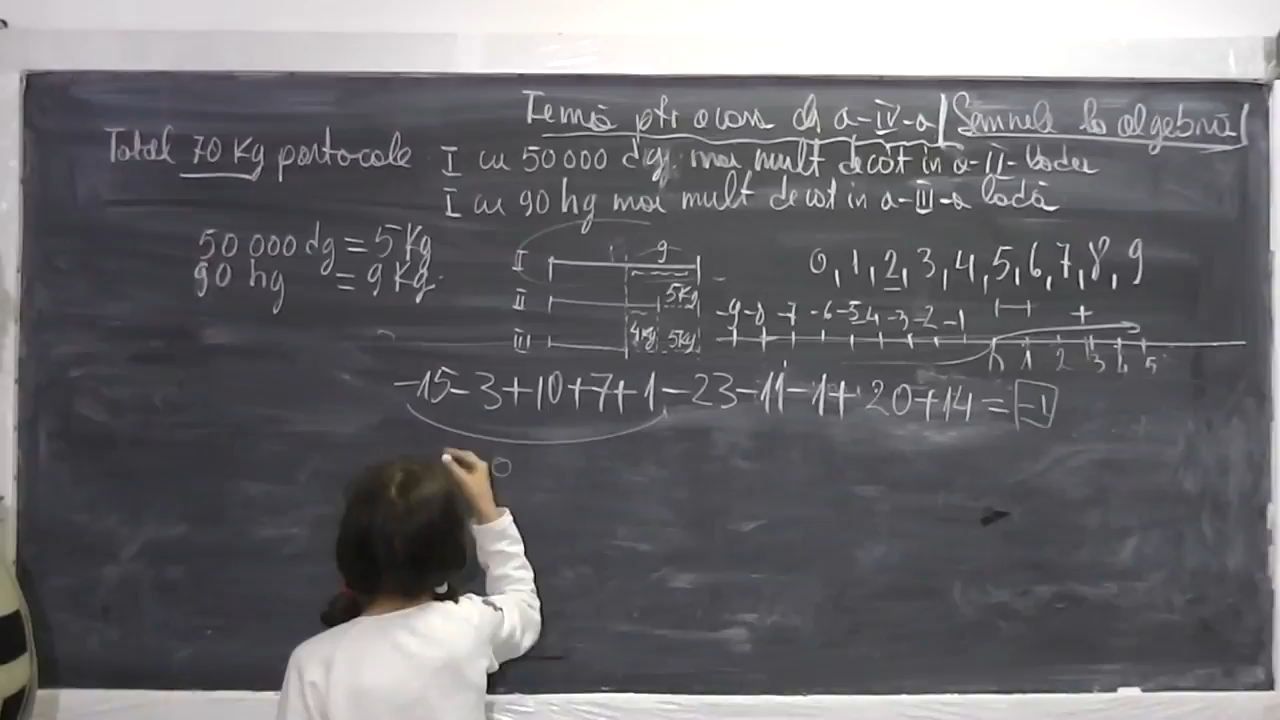 Temă ptr acasă cls a-IV-a | Semnele la algebră |
Total 70 Kg portocale
I cu 50 000 dg mai mult decât în a-II-
I cu 90 hg mai mult decât în a-III-a ladă
50 000 dg = 5 Kg
90 hg = 9 Kg.
I 9
II 5Kg
III 4Kg 5Kg
0, 1, 2, 3, 4, 5, 6, 7, 8, 9
-9 -8 -7 -6 -5 -4 -3 -2 -1 +
0 1 2 3 4 5
-15-3+10+7+1-23-11-1+20+14= -1
0